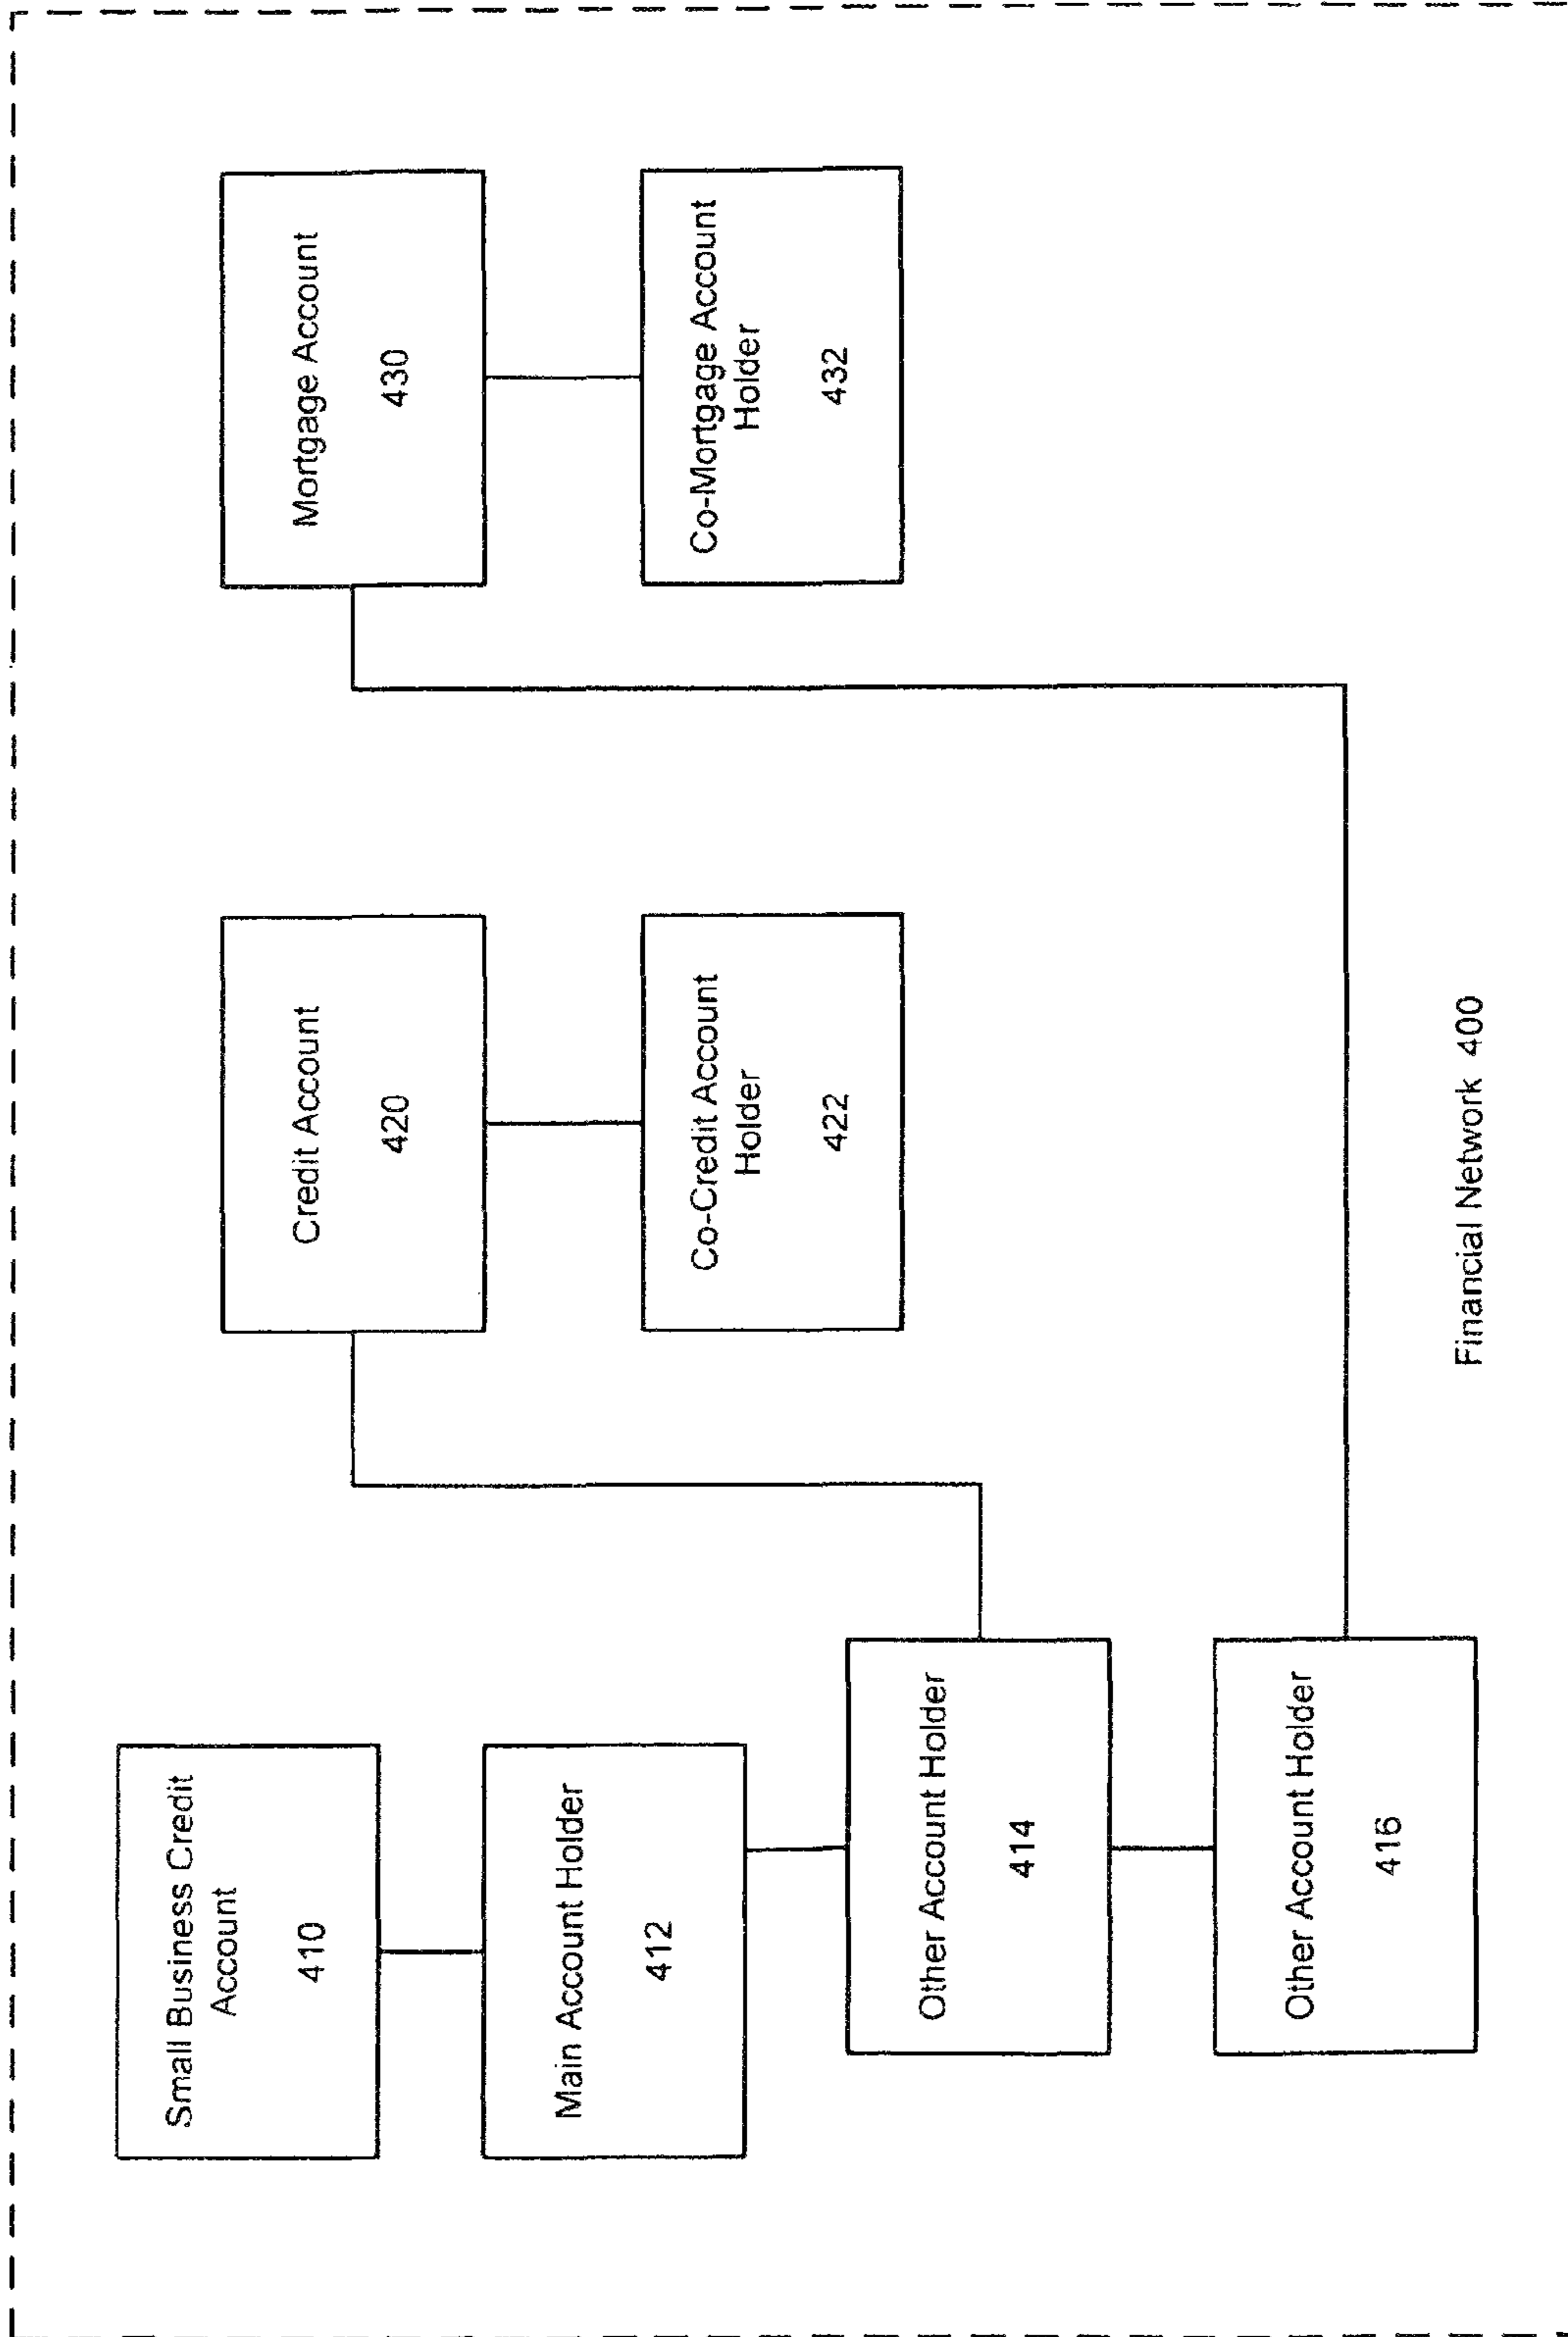 Small Business Credit
Account
410
Main Account Holder
412
Other Account Holder
414
Other Account Holder
416
Credit Account
420
Co-Credit Account
Holder
422
Mortgage Account
430
Co-Mortgage Account
Holder
432
Financial Network 400